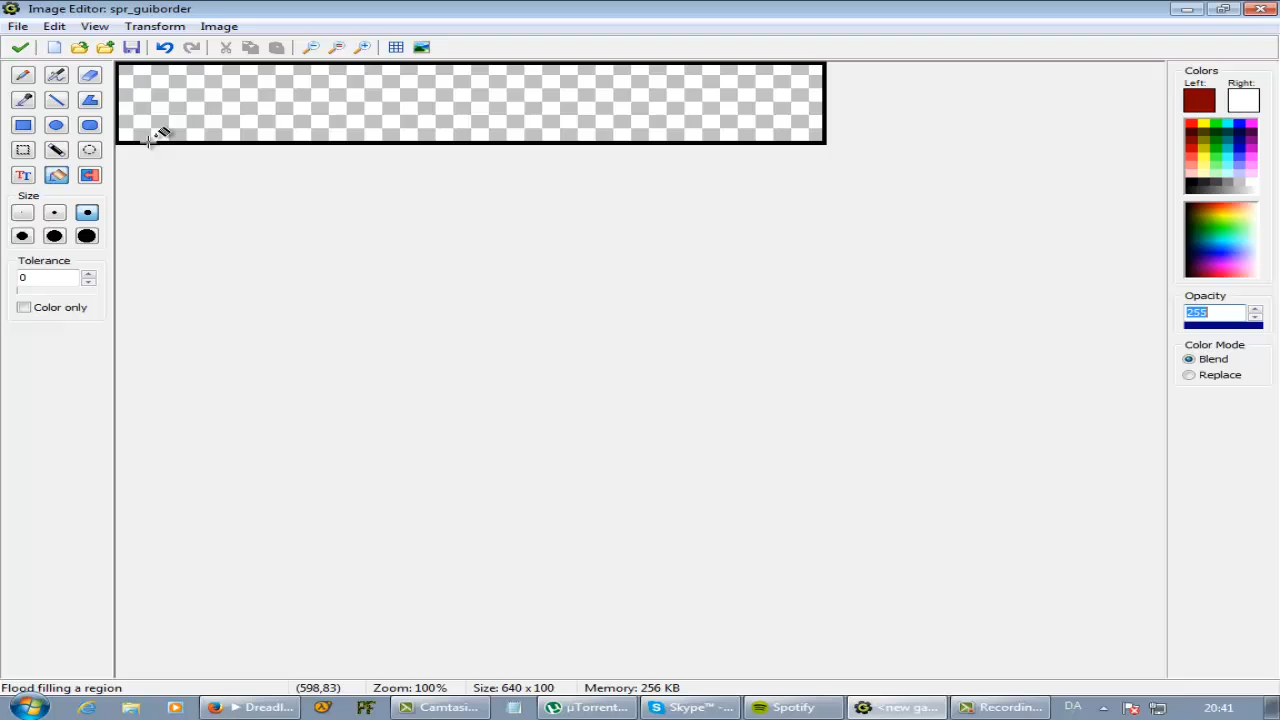 Image Editor: spr_guiborder
File Edit View Transform Image
Colors
Left: Right:
TT
Size
Tolerance
0
Color only
Opacity
255
Color Mode
Blend
Replace
Flood filling a region (598,83) Zoom: 100% Size: 640 x 100 Memory: 256 KB
Dreadl... Camtasi... µTorrent... Skype™ -... Spotify <new ga... Recordin... DA 20:41